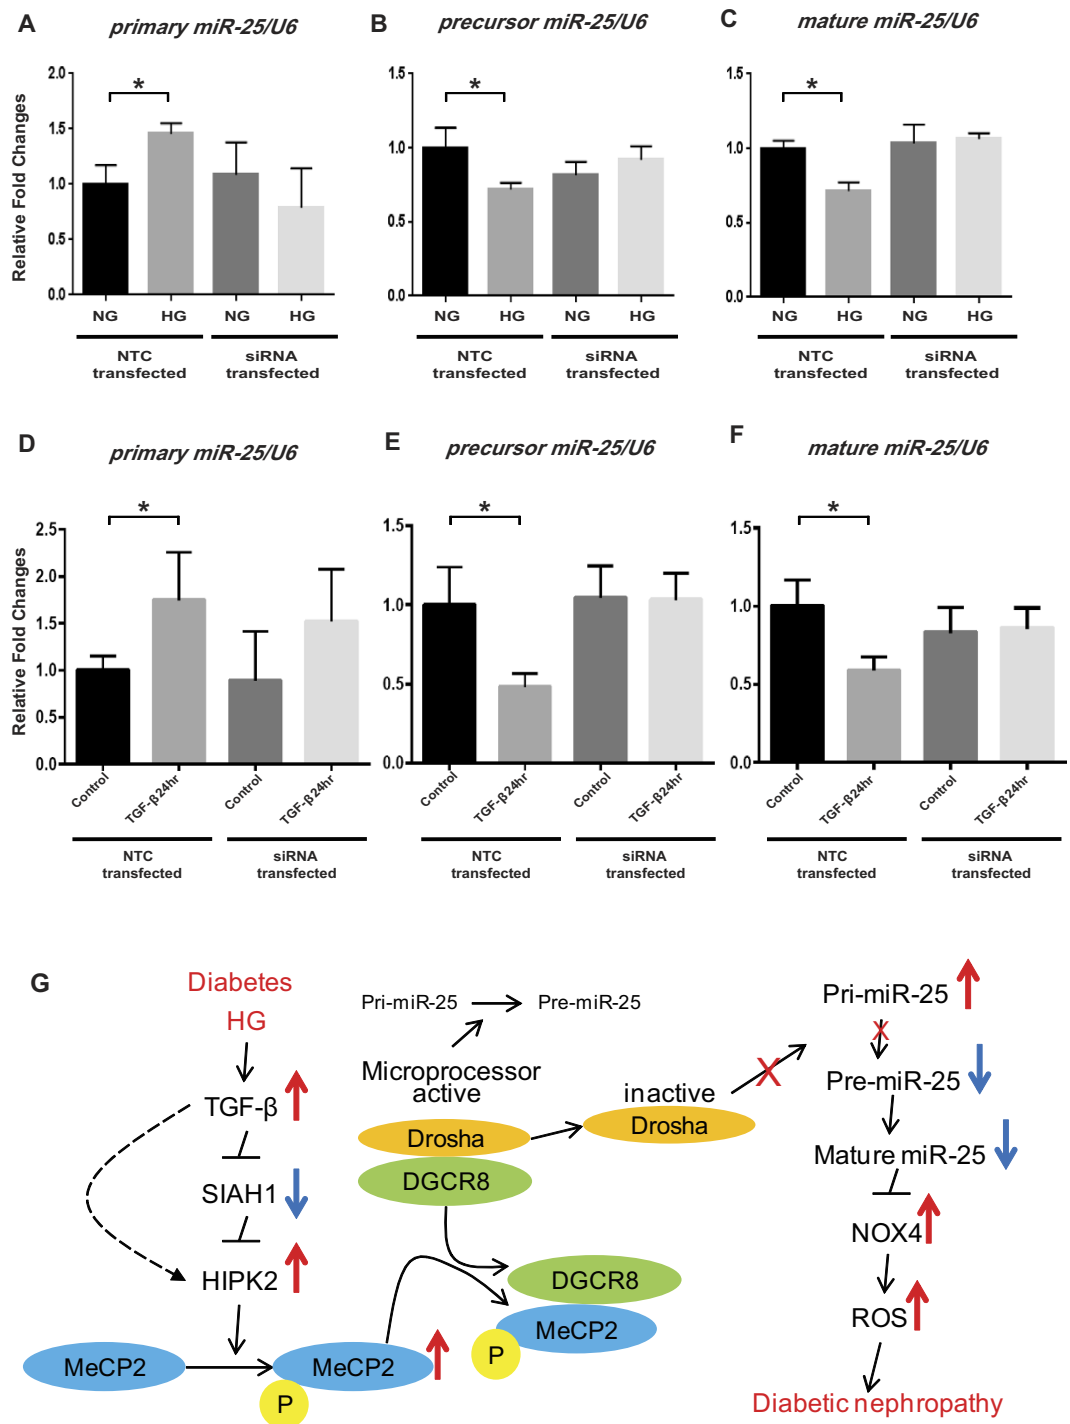 A primary miR-25/U6
Relative Fold Changes
2.0
1.5
1.0
0.5
0.0
*
NG HG NG HG
NTC transfected
siRNA transfected
B precursor miR-25/U6
1.5
1.0
0.5
0.0
*
NG HG NG HG
NTC transfected
siRNA transfected
C mature miR-25/U6
1.5
1.0
0.5
0.0
*
NG HG NG HG
NTC transfected
siRNA transfected
D primary miR-25/U6
Relative Fold Changes
2.5
2.0
1.5
1.0
0.5
0.0
*
Control TGF-β24hr Control TGF-β24hr
NTC transfected
siRNA transfected
E precursor miR-25/U6
1.5
1.0
0.5
0.0
*
Control TGF-β24hr Control TGF-β24hr
NTC transfected
siRNA transfected
F mature miR-25/U6
1.5
1.0
0.5
0.0
*
Control TGF-β24hr Control TGF-β24hr
NTC transfected
siRNA transfected
G
Diabetes
HG
TGF-β
SIAH1
HIPK2
MeCP2
MeCP2
P
Pri-miR-25
Pre-miR-25
Microprocessor
active
Drosha
DGCR8
inactive
Drosha
X
DGCR8
MeCP2
P
Pri-miR-25
X
Pre-miR-25
Mature miR-25
NOX4
ROS
Diabetic nephropathy